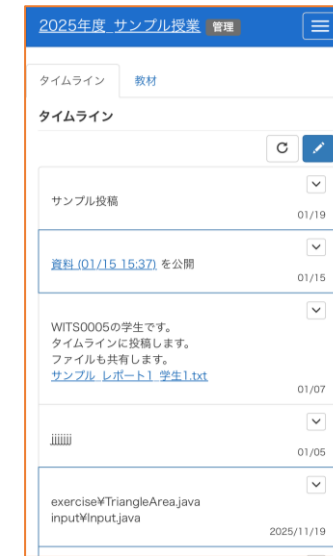 2025年度_サンプル授業 管理
タイムライン 教材
タイムライン
サンプル投稿
01/19
資料 (01/15 15:37) を公開
01/15
WITS0005の学生です。
タイムラインに投稿します。
ファイルも共有します。
サンプル_レポート1_学生1.txt
01/07
jjjjjjj
01/05
exercise¥TriangleArea.java
input¥Input.java
2025/11/19